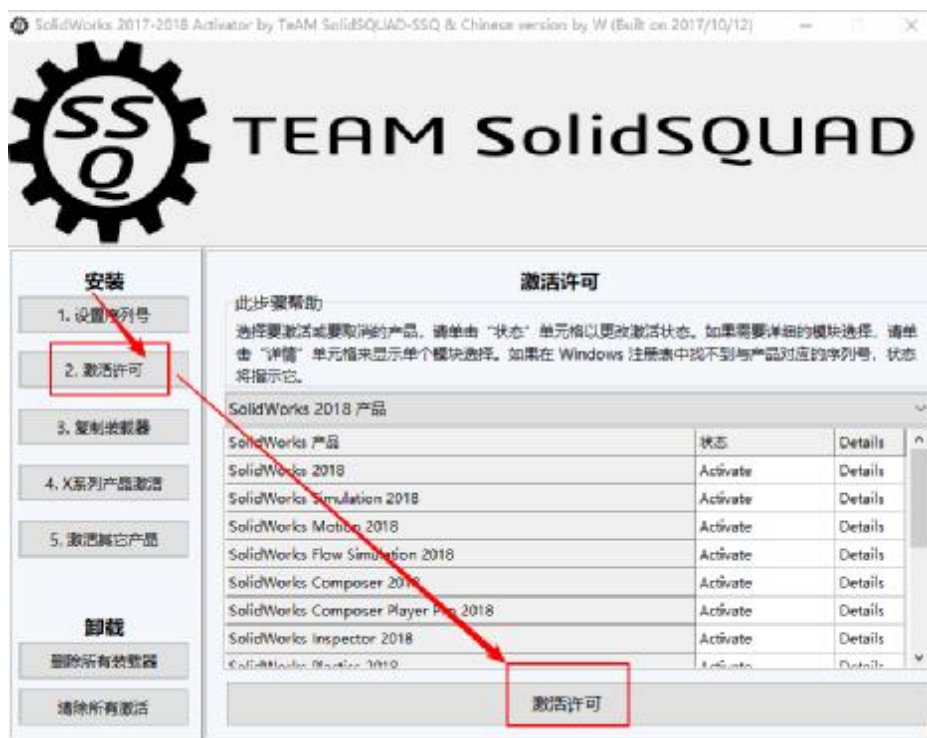 SolidWorks 2017-2018 Activator by TeAM SolidSQUAD-SSQ & Chinese version by W (Built on 2017/10/12)
SSQ
TEAM SolidSQUAD
安装
1. 设置序列号
2. 激活许可
3. 复制装载器
4. X系列产品激活
5. 激活其它产品
卸载
删除所有装载器
清除所有激活
激活许可
此步骤帮助
选择要激活或要取消的产品，请单击“状态”单元格以更改激活状态。如果需要详细的模块选择，请单
击“详情”单元格来显示单个模块选择。如果在 Windows 注册表中找不到与产品对应的序列号，状态
将指示它。
SolidWorks 2018 产品
SolidWorks 产品 状态 Details
SolidWorks 2018 Activate Details
SolidWorks Simulation 2018 Activate Details
SolidWorks Motion 2018 Activate Details
SolidWorks Flow Simulation 2018 Activate Details
SolidWorks Composer 2018 Activate Details
SolidWorks Composer Player Pro 2018 Activate Details
SolidWorks Inspector 2018 Activate Details
SolidWorks Plastics 2018 Activate Details
激活许可